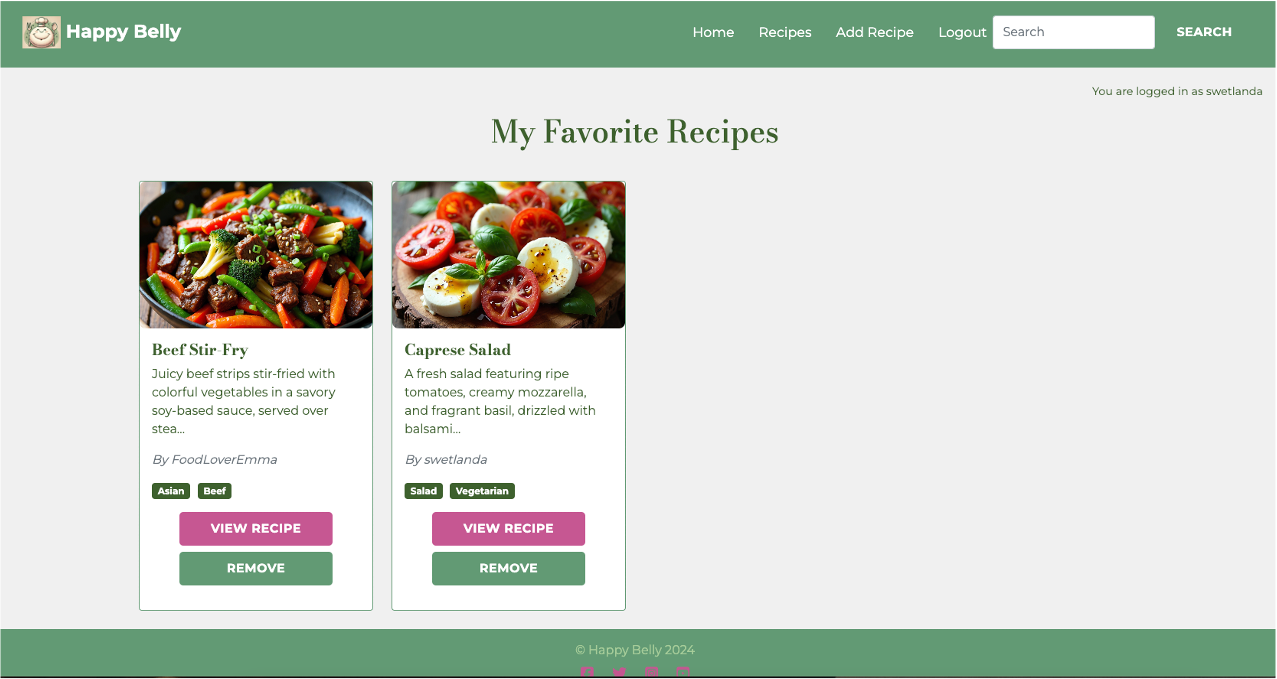 Happy Belly
Home Recipes Add Recipe Logout Search SEARCH
You are logged in as swetlanda
My Favorite Recipes
Beef Stir-Fry
Juicy beef strips stir-fried with
colorful vegetables in a savory
soy-based sauce, served over
stea...
By FoodLoverEmma
Asian Beef
VIEW RECIPE
REMOVE
Caprese Salad
A fresh salad featuring ripe
tomatoes, creamy mozzarella,
and fragrant basil, drizzled with
balsami...
By swetlanda
Salad Vegetarian
VIEW RECIPE
REMOVE
© Happy Belly 2024